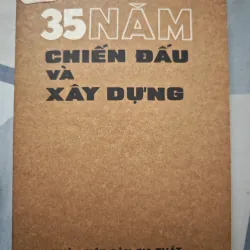 35 NĂM
CHIẾN ĐẤU
VÀ
XÂY DỰNG